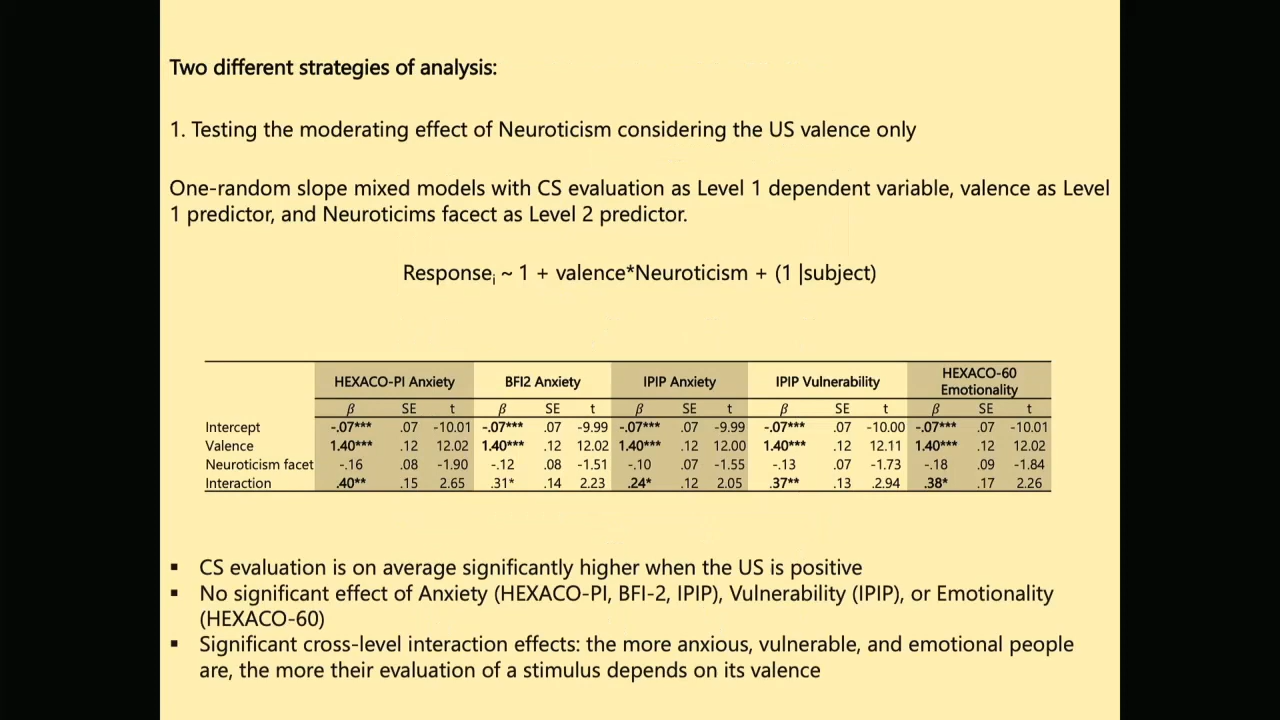 Two different strategies of analysis:
1. Testing the moderating effect of Neuroticism considering the US valence only
One-random slope mixed models with CS evaluation as Level 1 dependent variable, valence as Level
1 predictor, and Neuroticims facect as Level 2 predictor.
Responseᵢ ~ 1 + valence*Neuroticism + (1 |subject)
HEXACO-PI Anxiety BFI2 Anxiety IPIP Anxiety IPIP Vulnerability HEXACO-60
Emotionality
β SE t β SE t β SE t β SE t β SE t
Intercept -.07*** .07 -10.01 -.07*** .07 -9.99 -.07*** .07 -9.99 -.07*** .07 -10.00 -.07*** .07 -10.01
Valence 1.40*** .12 12.02 1.40*** .12 12.02 1.40*** .12 12.00 1.40*** .12 12.11 1.40*** .12 12.02
Neuroticism facet -.16 .08 -1.90 -.12 .08 -1.51 -.10 .07 -1.55 -.13 .07 -1.73 -.18 .09 -1.84
Interaction .40** .15 2.65 .31* .14 2.23 .24* .12 2.05 .37** .13 .2.94 .38* .17 2.26
▪ CS evaluation is on average significantly higher when the US is positive
▪ No significant effect of Anxiety (HEXACO-PI, BFI-2, IPIP), Vulnerability (IPIP), or Emotionality
(HEXACO-60)
▪ Significant cross-level interaction effects: the more anxious, vulnerable, and emotional people
are, the more their evaluation of a stimulus depends on its valence